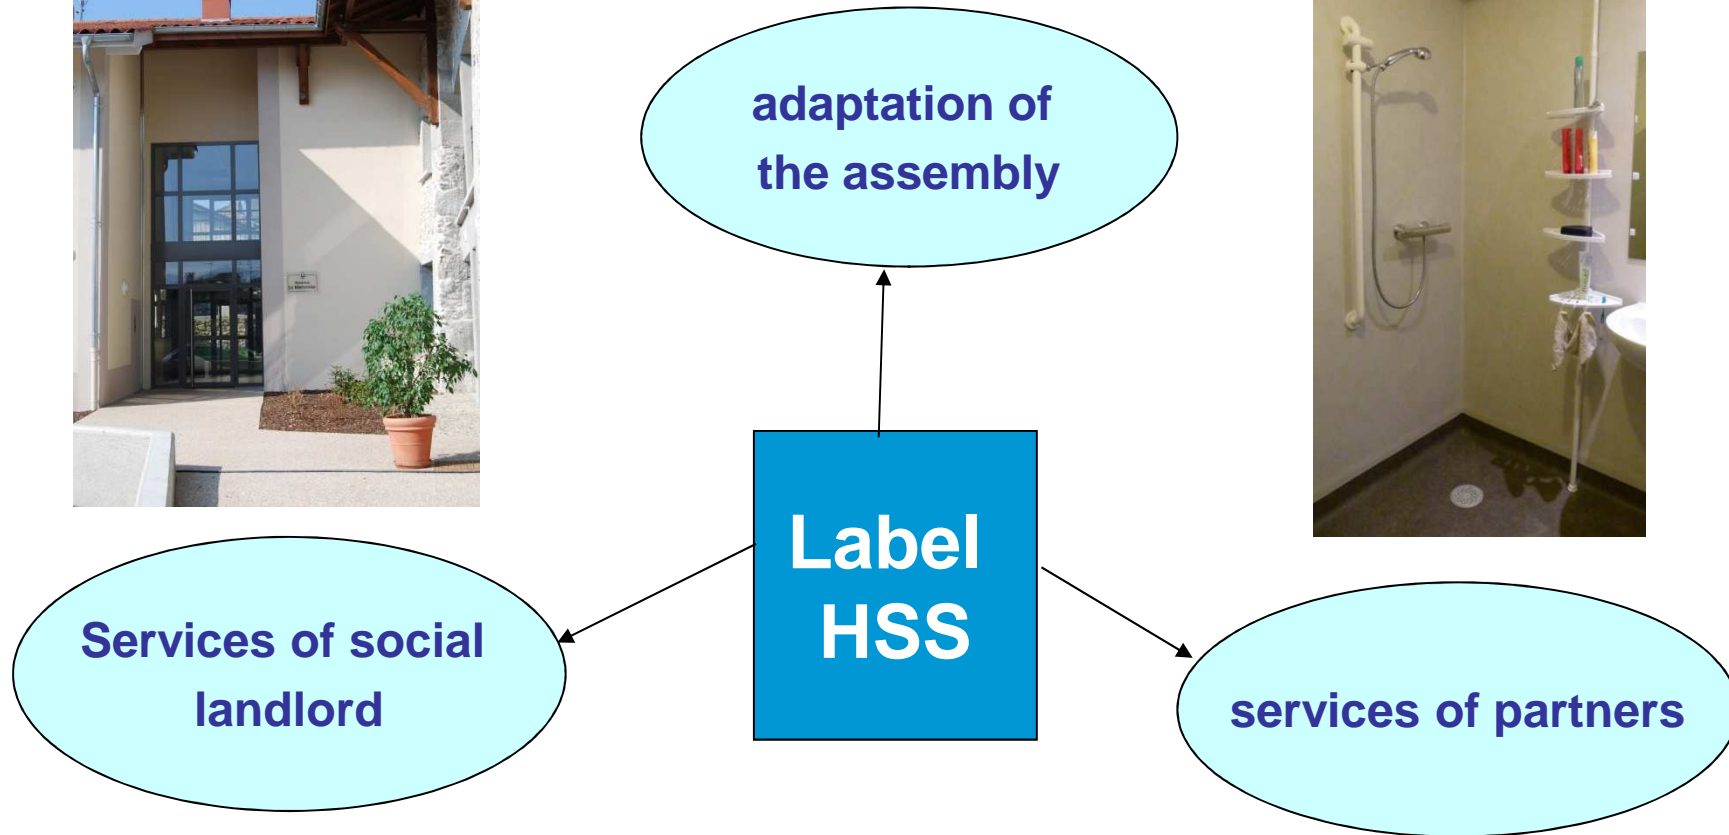 adaptation of
the assembly
Label
HSS
Services of social
landlord
services of partners